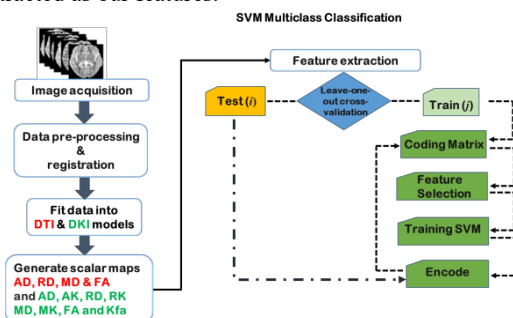 SVM Multiclass Classification
Image acquisition
Data pre-processing
&
registration
Fit data into
DTI & DKI models
Generate scalar maps
AD, RD, MD & FA
and AD, AK, RD, RK
MD, MK, FA and Kfa
Feature extraction
Test (i)
Leave-one-
out cross-
validation
Train (j)
Coding Matrix
Feature
Selection
Training SVM
Encode